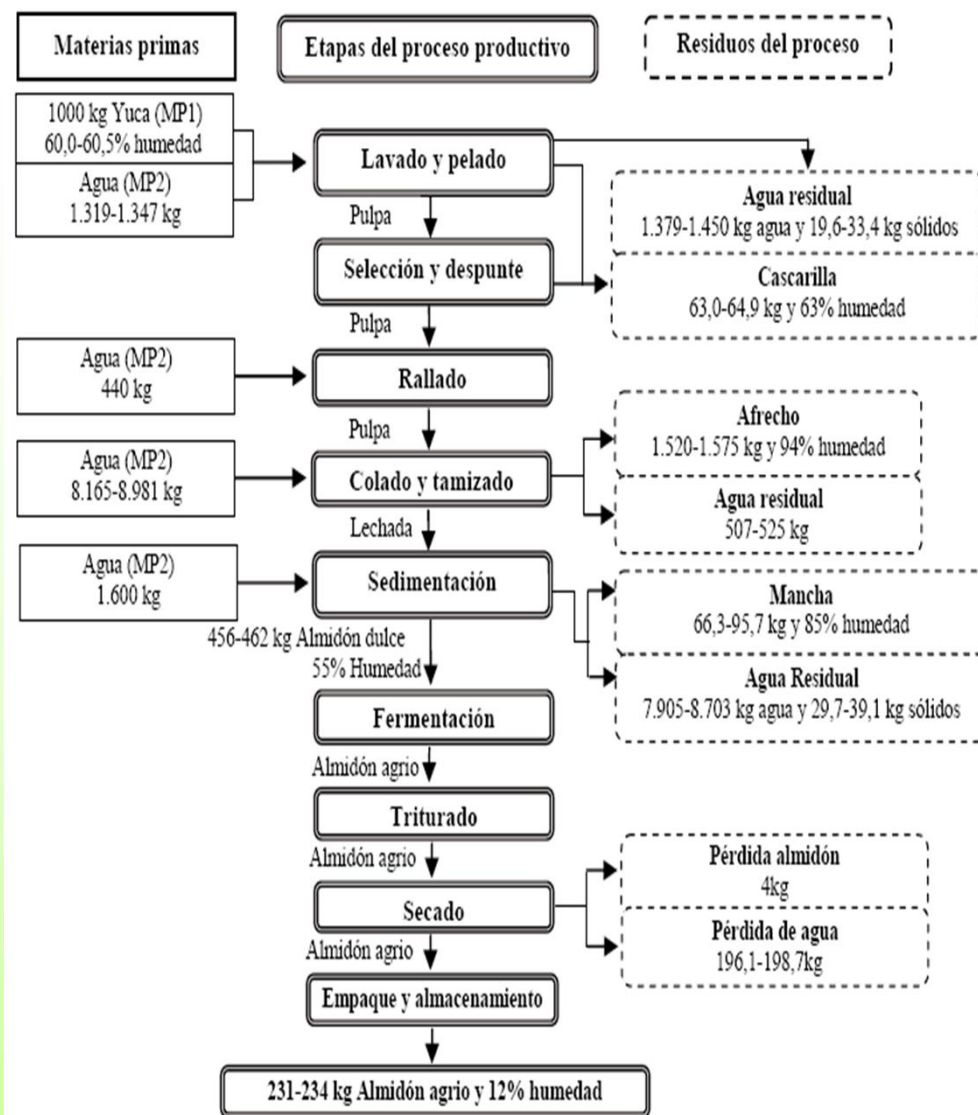 Materias primas
Etapas del proceso productivo
Residuos del proceso
1000 kg Yuca (MP1)
60,0-60,5% humedad
Agua (MP2)
1.319-1.347 kg
Lavado y pelado
Agua residual
1.379-1.450 kg agua y 19,6-33,4 kg sólidos
Pulpa
Selección y despunte
Cascarilla
63,0-64,9 kg y 63% humedad
Pulpa
Agua (MP2)
440 kg
Rallado
Pulpa
Afrecho
1.520-1.575 kg y 94% humedad
Agua (MP2)
8.165-8.981 kg
Colado y tamizado
Agua residual
507-525 kg
Lechada
Agua (MP2)
1.600 kg
Sedimentación
Mancha
66,3-95,7 kg y 85% humedad
456-462 kg Almidón dulce
55% Humedad
Agua Residual
7.905-8.703 kg agua y 29,7-39,1 kg sólidos
Fermentación
Almidón agrio
Triturado
Almidón agrio
Pérdida almidón
4kg
Secado
Pérdida de agua
196,1-198,7kg
Almidón agrio
Empaque y almacenamiento
231-234 kg Almidón agrio y 12% humedad